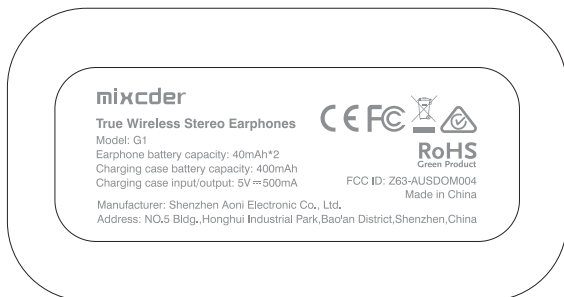 mixcder
True Wireless Stereo Earphones
Model: G1
Earphone battery capacity: 40mAh*2
Charging case battery capacity: 400mAh
Charging case input/output: 5V⎓500mA
Manufacturer: Shenzhen Aoni Electronic Co., Ltd.
Address: NO.5 Bldg.,Honghui Industrial Park,Bao'an District,Shenzhen,China
CE FC
RoHS
Green Product
FCC ID: Z63-AUSDOM004
Made in China